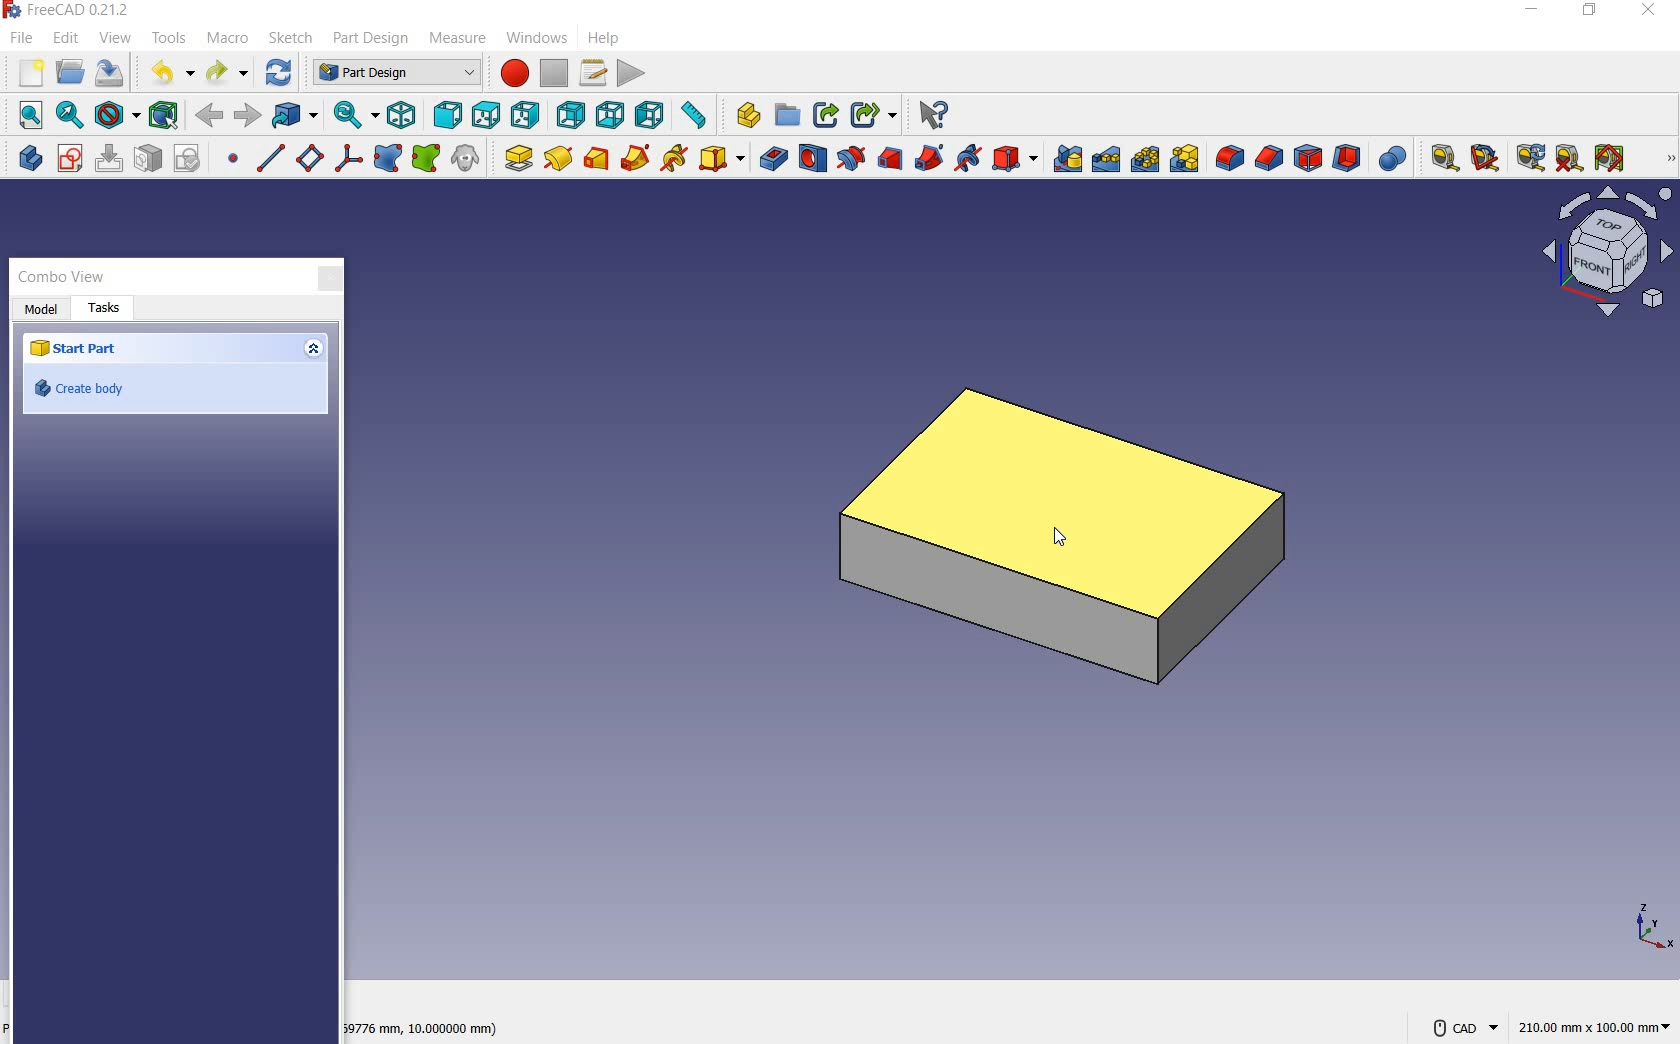 FreeCAD 0.21.2
File Edit View Tools Macro Sketch Part Design Measure Windows Help
Part Design
»
Combo View
Model Tasks
Start Part
Create body
TOP
FRONT RIGHT
Z
Y
X
P 59776 mm, 10.000000 mm)
CAD 210.00 mm x 100.00 mm